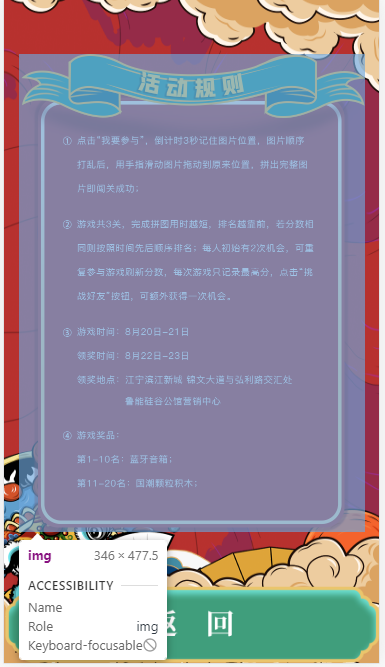 活动规则
① 点击"我要参与",倒计时3秒记住图片位置,图片顺序
打乱后,用手指滑动图片拖动到原来位置,拼出完整图
片即闯关成功;
② 游戏共3关,完成拼图用时越短,排名越靠前,若分数相
同则按照时间先后顺序排名;每人初始有2次机会,可重
复参与游戏刷新分数,每次游戏只记录最高分,点击"挑
战好友"按钮,可额外获得一次机会。
③ 游戏时间:8月20日-21日
领奖时间:8月22日-23日
领奖地点:江宁滨江新城 锦文大道与弘利路交汇处
鲁能硅谷公馆营销中心
④ 游戏奖品:
第1-10名:蓝牙音箱;
第11-20名:国潮颗粒积木;
img 346 × 477.5
ACCESSIBILITY
Name
Role img
Keyboard-focusable
返 回